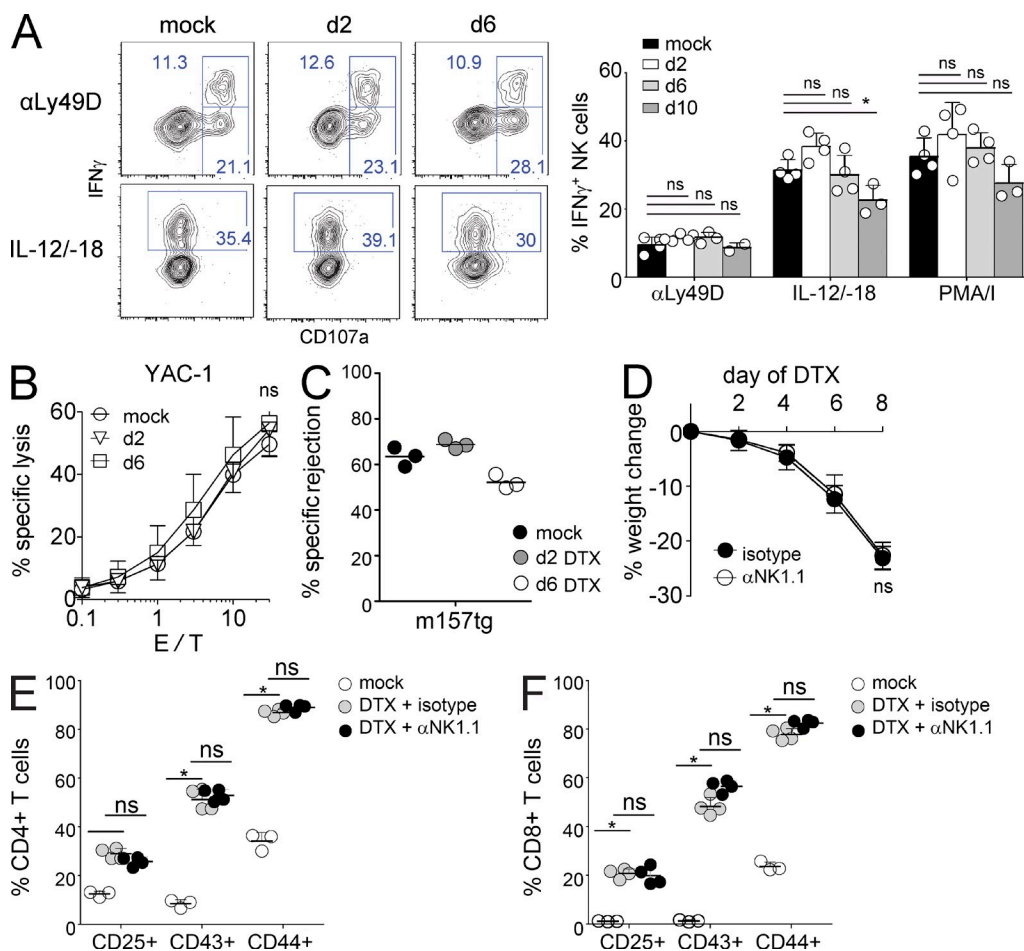 A
mock
d2
d6
αLy49D
IFNγ
11.3
21.1
12.6
23.1
10.9
28.1
IL-12/-18
35.4
39.1
30
CD107a
mock
d2
d6
d10
% IFNγ+ NK cells
60
40
20
0
ns
ns
ns
ns
ns
*
ns
ns
ns
αLy49D
IL-12/-18
PMA/I
B
YAC-1
ns
mock
d2
d6
% specific lysis
60
40
20
0
0.1
1
10
E / T
C
% specific rejection
100
80
60
40
20
0
mock
d2 DTX
d6 DTX
m157tg
D
day of DTX
2
4
6
8
% weight change
0
-10
-20
-30
isotype
αNK1.1
ns
E
% CD4+ T cells
100
80
60
40
20
0
ns
* ns
* ns
mock
DTX + isotype
DTX + αNK1.1
CD25+
CD43+
CD44+
F
% CD8+ T cells
100
80
60
40
20
0
* ns
* ns
* ns
mock
DTX + isotype
DTX + αNK1.1
CD25+
CD43+
CD44+